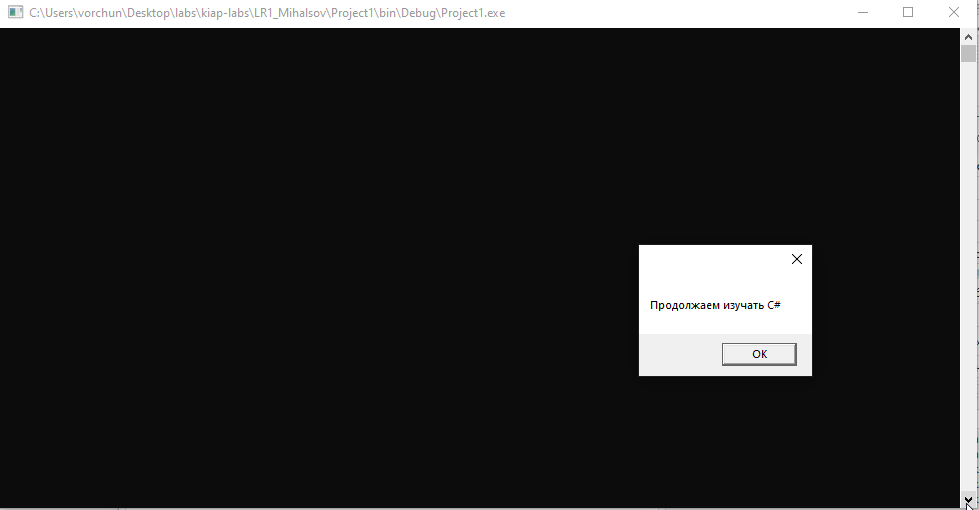 C:\Users\vorchun\Desktop\labs\kiap-labs\LR1_Mihalsov\Project1\bin\Debug\Project1.exe
Продолжаем изучать C#
OK